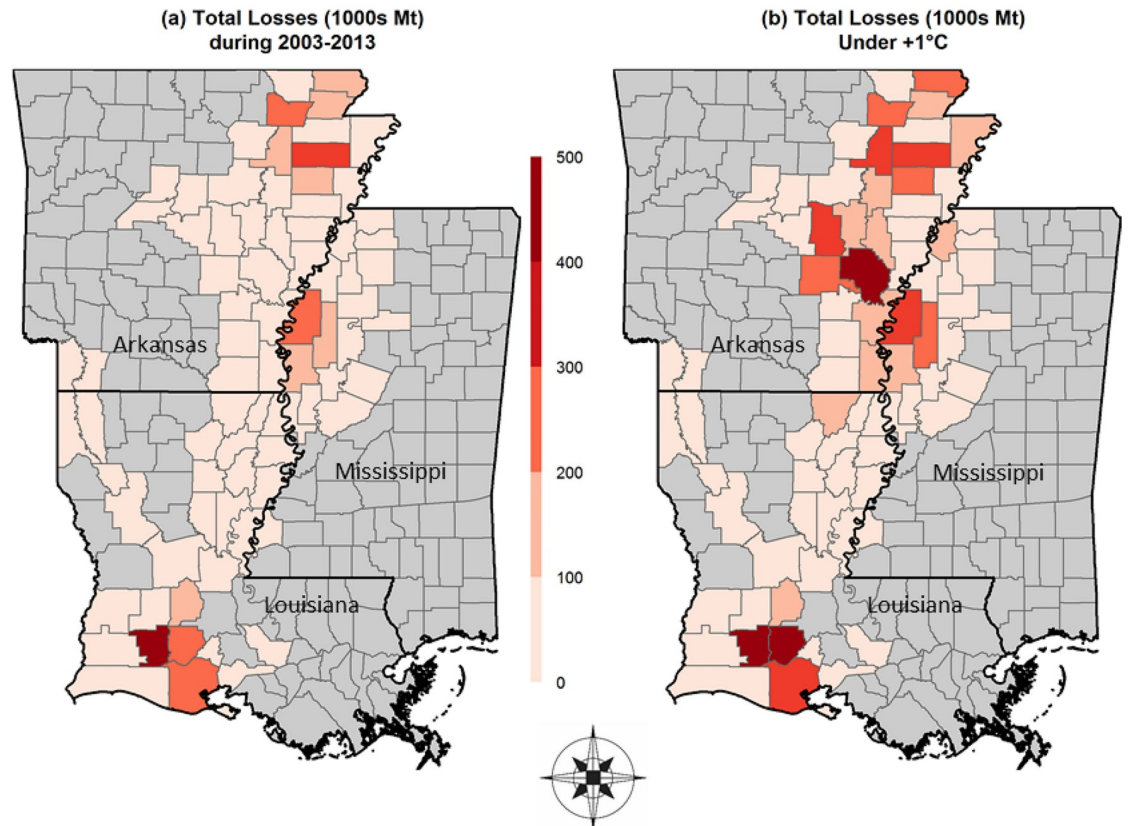 (a) Total Losses (1000s Mt)
during 2003-2013
(b) Total Losses (1000s Mt)
Under +1°C
500
400
300
200
100
0
Arkansas
Mississippi
Louisiana
Arkansas
Mississippi
Louisiana